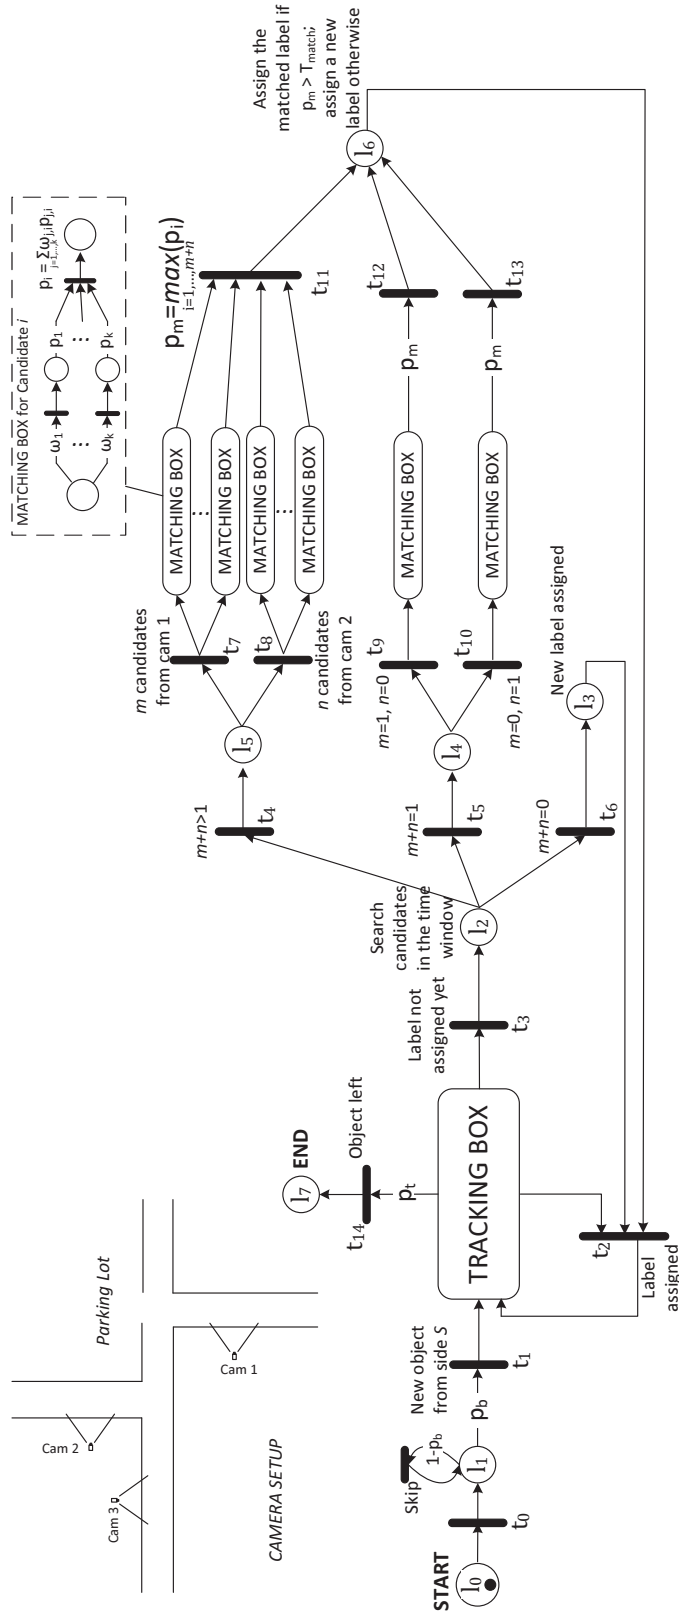 Parking Lot
Cam 1
Cam 2
Cam 3
CAMERA SETUP
START
l0
t0
l1
Skip
1-pb
pb
New object
from side S
t1
TRACKING BOX
pt
t14
Object left
l7
END
t2
Label
assigned
Label not
assigned yet
t3
Search
candidates
in the time
window
l2
m+n>1
t4
m+n=1
t5
m+n=0
t6
l5
l4
l3
New label assigned
m candidates
from cam 1
t7
t8
n candidates
from cam 2
m=1, n=0
t9
t10
m=0, n=1
MATCHING BOX
...
MATCHING BOX
MATCHING BOX
...
MATCHING BOX
MATCHING BOX
MATCHING BOX
MATCHING BOX for Candidate i
ω1
...
ωk
p1
...
pk
pi = Σωj,ipj,i
j=1,...,k
pm=max(pi)
i=1,...,m+n
t11
pm
t12
pm
t13
l6
Assign the
matched label if
pm > Tmatch;
assign a new
label otherwise